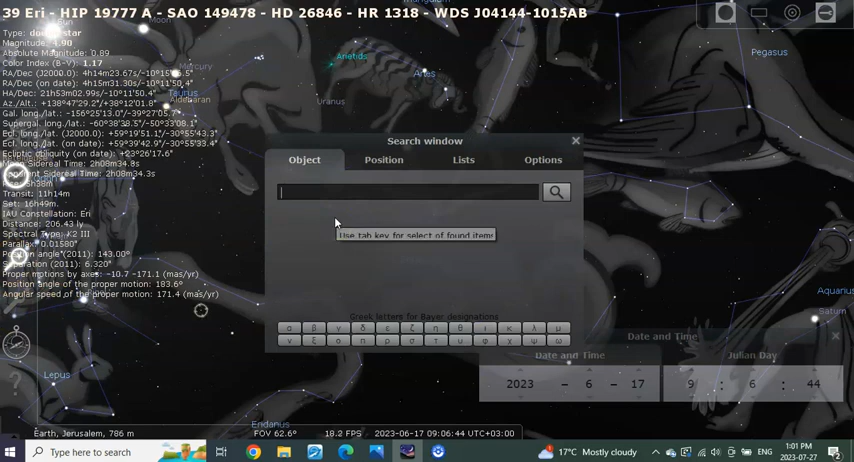 39 Eri - HIP 19777 A - SAO 149478 - HD 26846 - HR 1318 - WDS J04144-1015AB
Type: double star
Magnitude: 4.90
Absolute Magnitude: 0.89
Color Index (B-V): 1.17
RA/Dec (J2000.0): 4h14m23.67s/-10°15'
RA/Dec (on date): 4h15m31.30s/-10°11'50.4"
HA/Dec: 21h53m02.99s/-10°11'50.4"
Az./Alt.: +138°47'29.2"/+38°12'01.8"
Gal. long./lat.: -156°25'13.0"/-39°27'05.7"
Supergal. long./lat.: -60°38'38.5"/-50°33'08.1"
Ecl. long./lat. (J2000.0): +59°19'51.1"/-30°55'43.3"
Ecl. long./lat. (on date): +59°39'42.9"/-30°55'33.4"
Ecliptic obliquity (on date): +23°26'17.6"
Mean Sidereal Time: 2h08m34.8s
Apparent Sidereal Time: 2h08m34.3s
Rise: 5h38m
Transit: 11h14m
Set: 16h49m
IAU Constellation: Eri
Distance: 206.43 ly
Spectral Type: K2 III
Parallax: 0.01580"
Position angle (2011): 143.00°
Separation (2011): 6.320"
Proper motions by axes: -10.7 -171.1 (mas/yr)
Position angle of the proper motion: 183.6°
Angular speed of the proper motion: 171.4 (mas/yr)
Sun
Moon
Mercury
Taurus
Aldebaran
Arietids
Aries
Uranus
Pegasus
Aquarius
Saturn
Lepus
Eridanus
Search window
Object Position Lists Options
Use tab key for select of found items
Greek letters for Bayer designations
α β γ δ ε ζ η θ ι κ λ μ
ν ξ ο π ρ σ τ υ φ χ ψ ω
Date and Time
Date and Time Julian Day
2023 - 6 - 17 9 : 6 : 44
Earth, Jerusalem, 786 m FOV 62.6° 18.2 FPS 2023-06-17 09:06:44 UTC+03:00
Type here to search
17°C Mostly cloudy
ENG
1:01 PM
2023-07-27
2